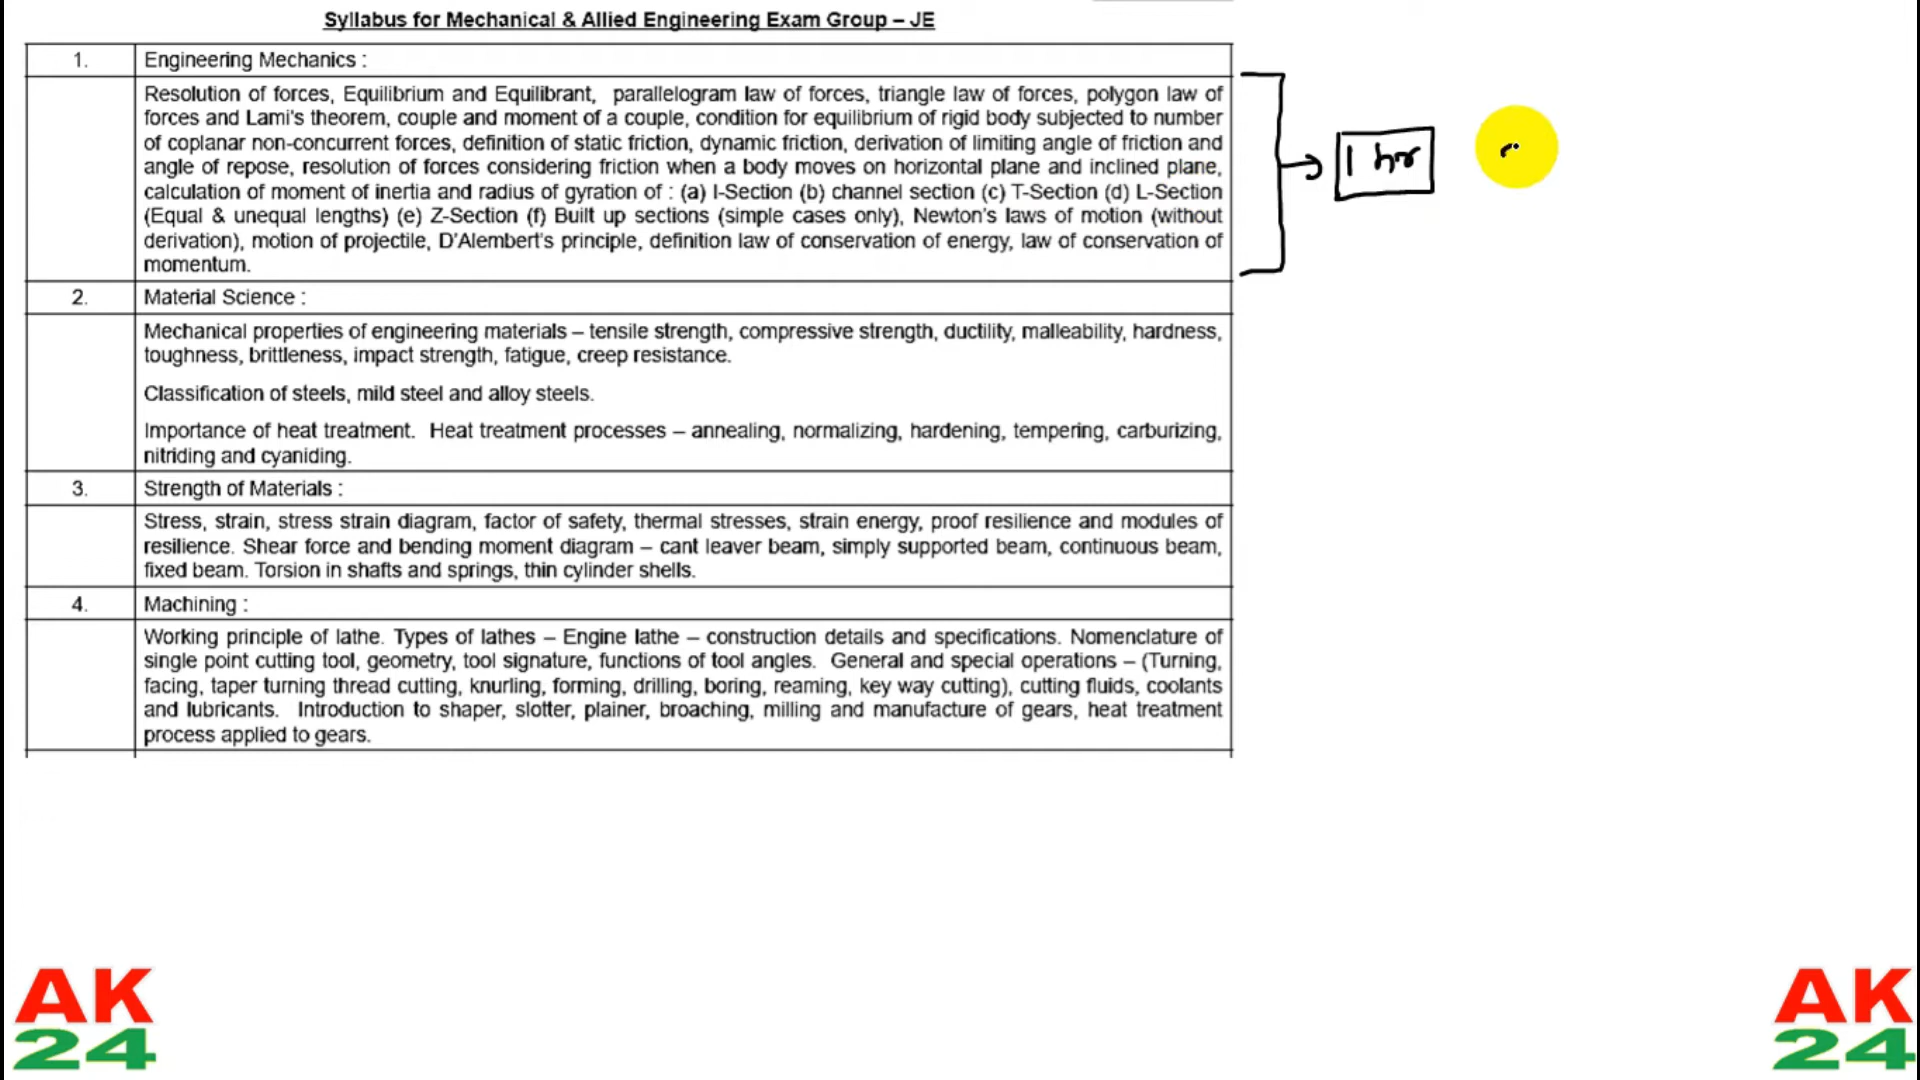 Syllabus for Mechanical & Allied Engineering Exam Group – JE
1.
Engineering Mechanics :
Resolution of forces, Equilibrium and Equilibrant, parallelogram law of forces, triangle law of forces, polygon law of
forces and Lami's theorem, couple and moment of a couple, condition for equilibrium of rigid body subjected to number
of coplanar non-concurrent forces, definition of static friction, dynamic friction, derivation of limiting angle of friction and
angle of repose, resolution of forces considering friction when a body moves on horizontal plane and inclined plane,
calculation of moment of inertia and radius of gyration of : (a) I-Section (b) channel section (c) T-Section (d) L-Section
(Equal & unequal lengths) (e) Z-Section (f) Built up sections (simple cases only), Newton's laws of motion (without
derivation), motion of projectile, D'Alembert's principle, definition law of conservation of energy, law of conservation of
momentum.
1 hr
2.
Material Science :
Mechanical properties of engineering materials – tensile strength, compressive strength, ductility, malleability, hardness,
toughness, brittleness, impact strength, fatigue, creep resistance.
Classification of steels, mild steel and alloy steels.
Importance of heat treatment. Heat treatment processes – annealing, normalizing, hardening, tempering, carburizing,
nitriding and cyaniding.
3.
Strength of Materials :
Stress, strain, stress strain diagram, factor of safety, thermal stresses, strain energy, proof resilience and modules of
resilience. Shear force and bending moment diagram – cant leaver beam, simply supported beam, continuous beam,
fixed beam. Torsion in shafts and springs, thin cylinder shells.
4.
Machining :
Working principle of lathe. Types of lathes – Engine lathe – construction details and specifications. Nomenclature of
single point cutting tool, geometry, tool signature, functions of tool angles. General and special operations – (Turning,
facing, taper turning thread cutting, knurling, forming, drilling, boring, reaming, key way cutting), cutting fluids, coolants
and lubricants. Introduction to shaper, slotter, plainer, broaching, milling and manufacture of gears, heat treatment
process applied to gears.
AK
24
AK
24